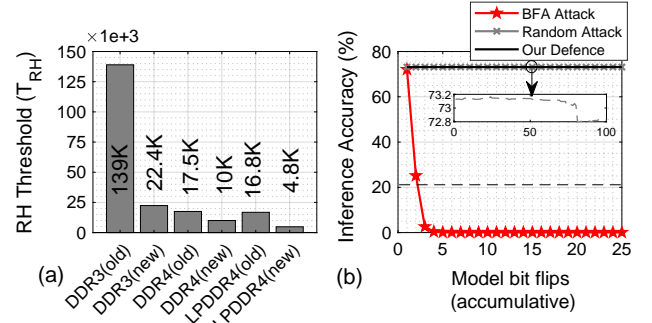 × 1e+3
150
125
100
75
50
25
0
RH Threshold (T_RH)
139K
22.4K
17.5K
10K
16.8K
4.8K
DDR3(old)
DDR3(new)
DDR4(old)
DDR4(new)
LPDDR4(old)
LPDDR4(new)
(a)
BFA Attack
Random Attack
Our Defence
80
60
40
20
0
Inference Accuracy (%)
73.2
73
72.8
0 50 100
0 5 10 15 20 25
Model bit flips
(accumulative)
(b)